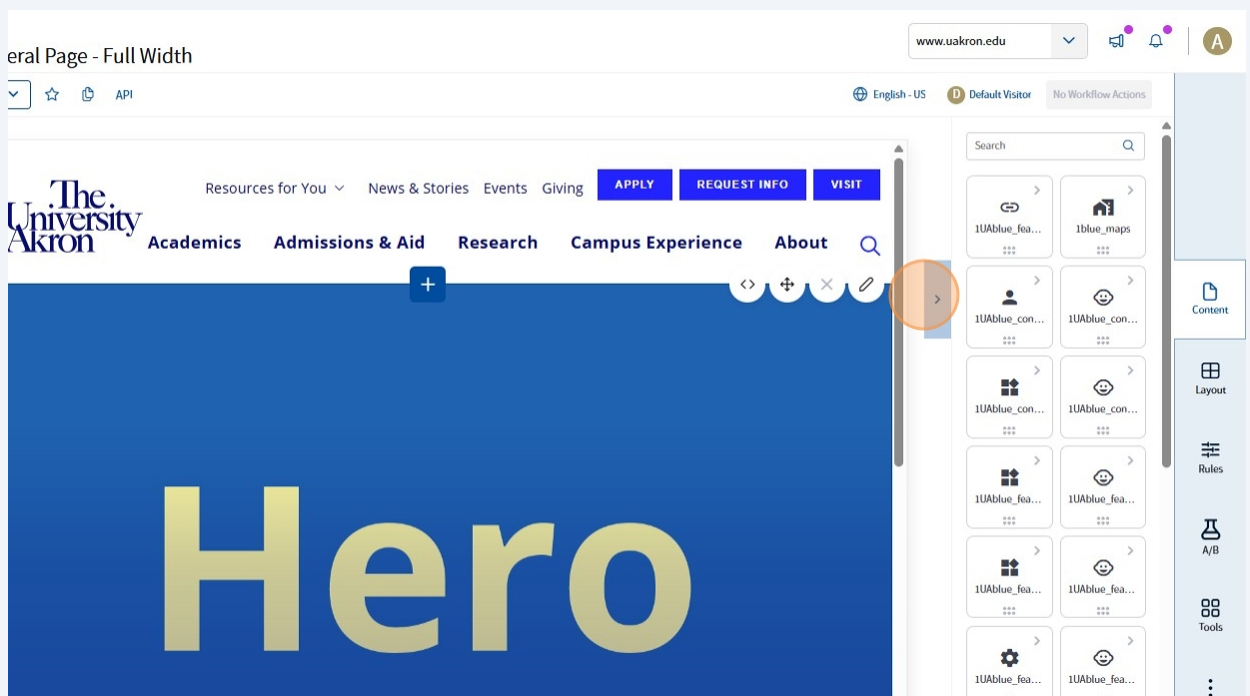 www.uakron.edu
A
eral Page - Full Width
API
English - US
D
Default Visitor
No Workflow Actions
Search
The
University
Akron
Resources for You
News & Stories
Events
Giving
APPLY
REQUEST INFO
VISIT
Academics
Admissions & Aid
Research
Campus Experience
About
Hero
1UAblue_fea...
1blue_maps
1UAblue_con...
1UAblue_con...
1UAblue_con...
1UAblue_con...
1UAblue_fea...
1UAblue_fea...
1UAblue_fea...
1UAblue_fea...
1UAblue_fea...
1UAblue_fea...
Content
Layout
Rules
A/B
Tools